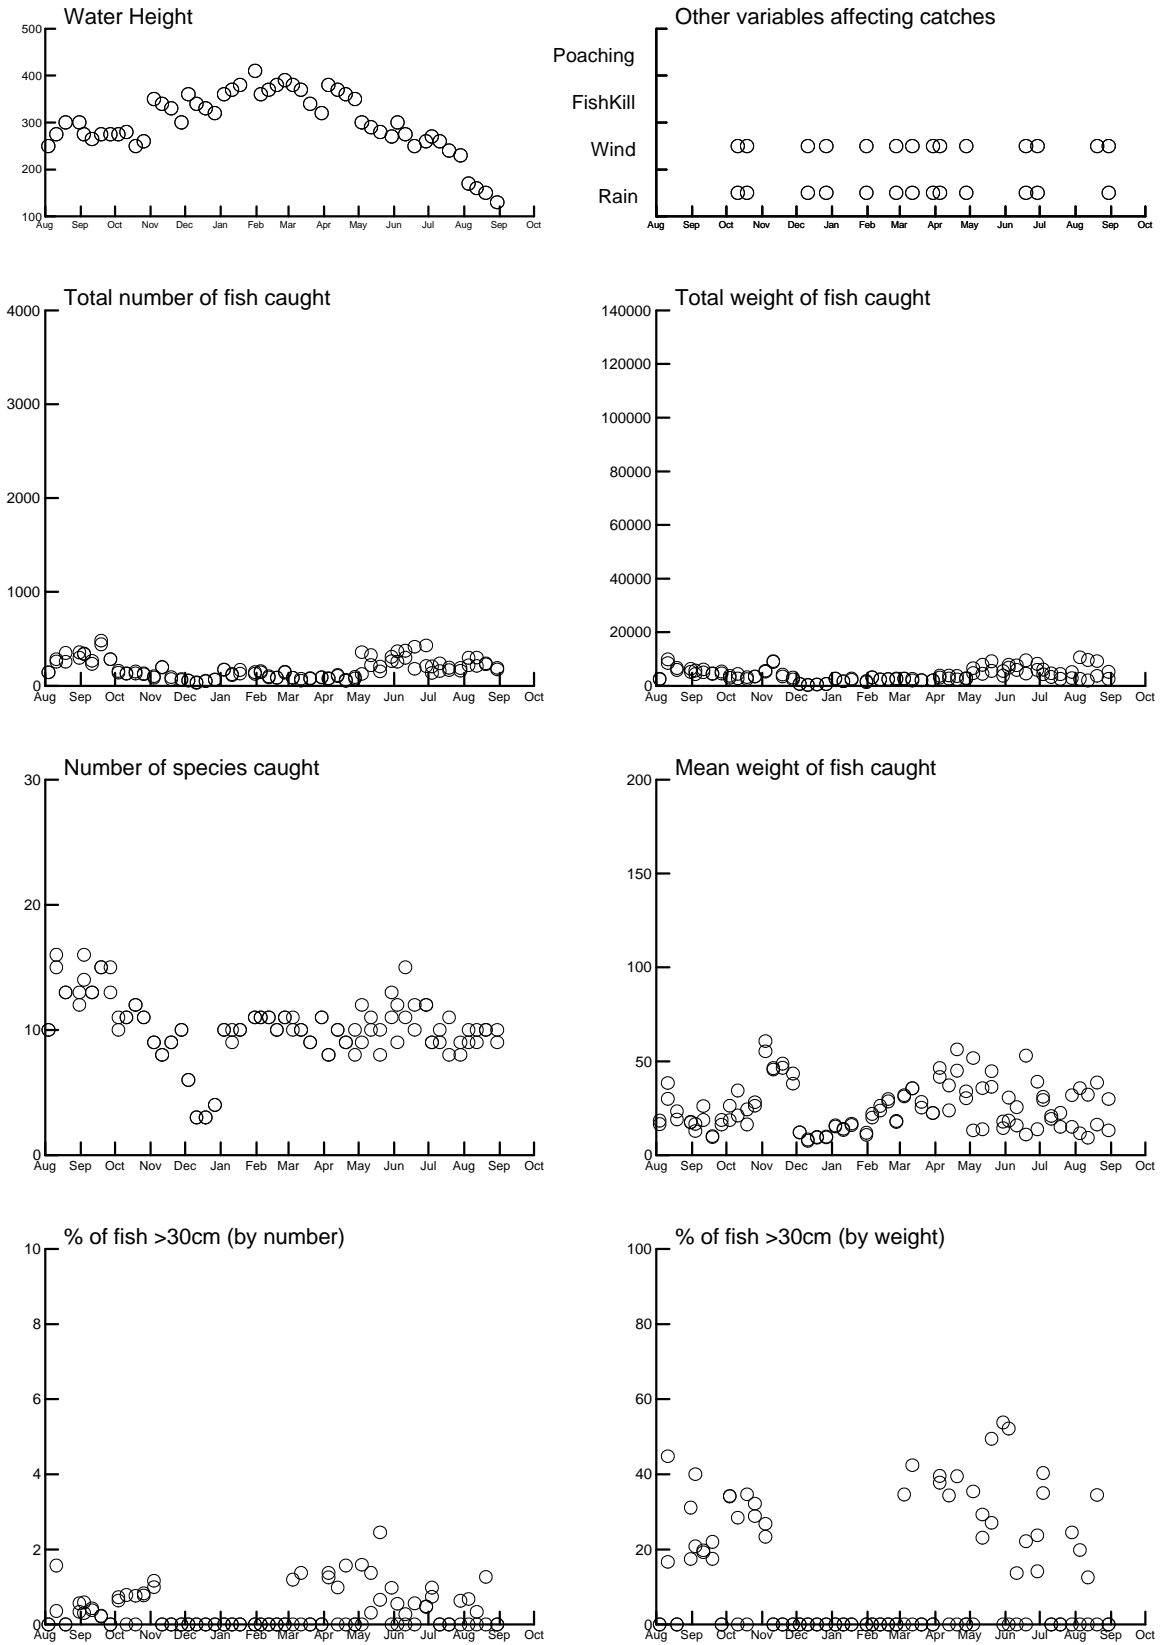 Water Height
500
400
300
200
100
Aug Sep Oct Nov Dec Jan Feb Mar Apr May Jun Jul Aug Sep Oct
Other variables affecting catches
Poaching
FishKill
Wind
Rain
Aug Sep Oct Nov Dec Jan Feb Mar Apr May Jun Jul Aug Sep Oct
Total number of fish caught
4000
3000
2000
1000
0
Aug Sep Oct Nov Dec Jan Feb Mar Apr May Jun Jul Aug Sep Oct
Total weight of fish caught
140000
120000
100000
80000
60000
40000
20000
0
Aug Sep Oct Nov Dec Jan Feb Mar Apr May Jun Jul Aug Sep Oct
Number of species caught
30
20
10
0
Aug Sep Oct Nov Dec Jan Feb Mar Apr May Jun Jul Aug Sep Oct
Mean weight of fish caught
200
150
100
50
0
Aug Sep Oct Nov Dec Jan Feb Mar Apr May Jun Jul Aug Sep Oct
% of fish >30cm (by number)
10
8
6
4
2
0
Aug Sep Oct Nov Dec Jan Feb Mar Apr May Jun Jul Aug Sep Oct
% of fish >30cm (by weight)
100
80
60
40
20
0
Aug Sep Oct Nov Dec Jan Feb Mar Apr May Jun Jul Aug Sep Oct